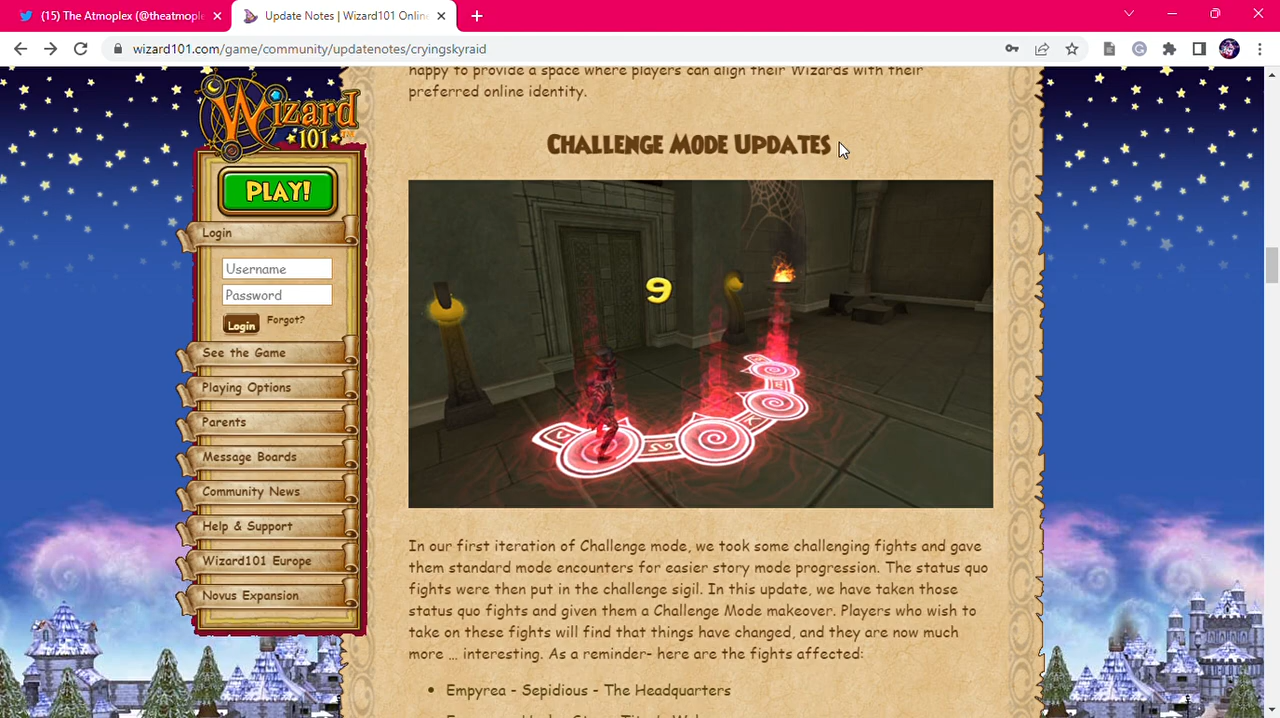 (15) The Atmoplex (@theatmople
Update Notes | Wizard101 Online
wizard101.com/game/community/updatenotes/cryingskyraid
happy to provide a space where players can align their Wizards with their
preferred online identity.
Wizard
101
PLAY!
Login
Username
Password
Login
Forgot?
See the Game
Playing Options
Parents
Message Boards
Community News
Help & Support
Wizard101 Europe
Novus Expansion
Challenge Mode Updates
9
In our first iteration of Challenge mode, we took some challenging fights and gave
them standard mode encounters for easier story mode progression. The status quo
fights were then put in the challenge sigil. In this update, we have taken those
status quo fights and given them a Challenge Mode makeover. Players who wish to
take on these fights will find that things have changed, and they are now much
more ... interesting. As a reminder- here are the fights affected:
• Empyrea - Sepidious - The Headquarters